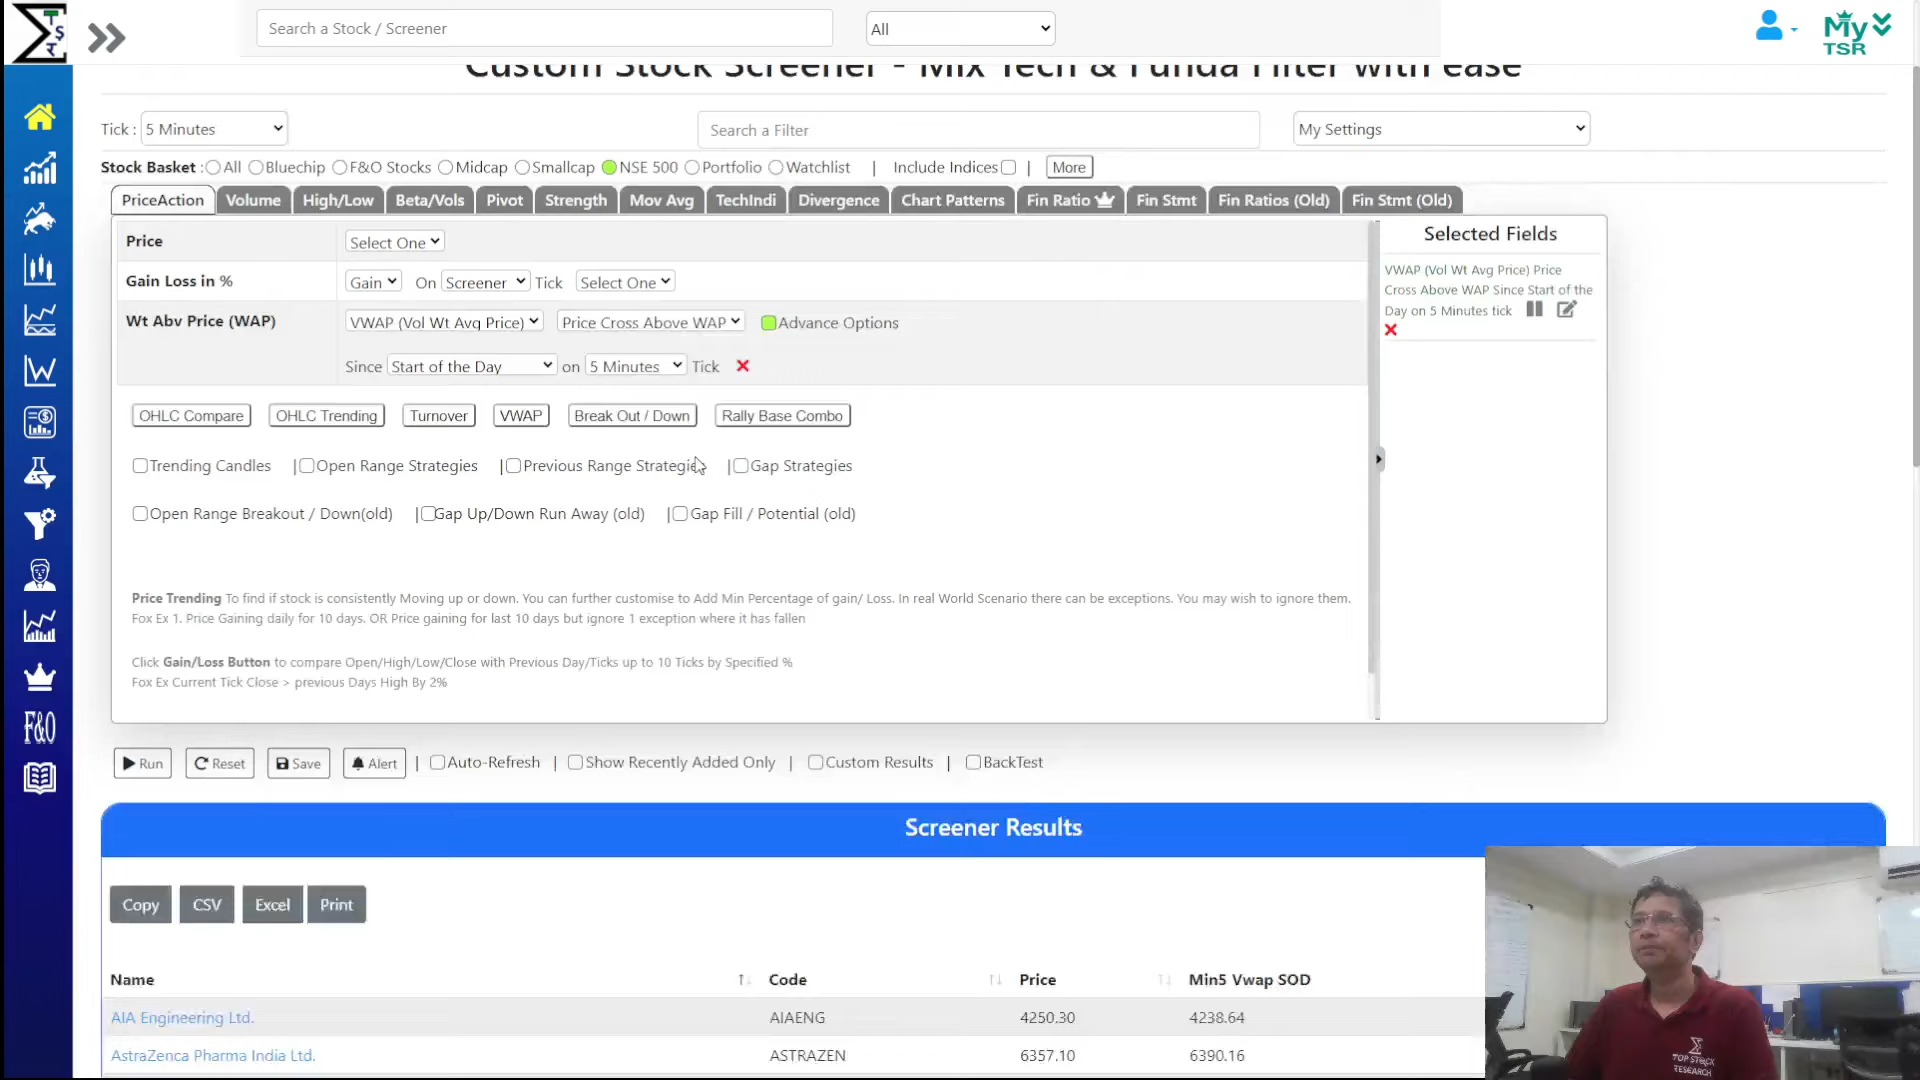 Search a Stock / Screener
All
My
TSR
Custom Stock Screener - Mix Tech & Funda Filter with ease
Tick : 5 Minutes
Search a Filter
My Settings
Stock Basket : All Bluechip F&O Stocks Midcap Smallcap NSE 500 Portfolio Watchlist | Include Indices | More
PriceAction Volume High/Low Beta/Vols Pivot Strength Mov Avg TechIndi Divergence Chart Patterns Fin Ratio Fin Stmt Fin Ratios (Old) Fin Stmt (Old)
Price Select One
Gain Loss in % Gain On Screener Tick Select One
Wt Abv Price (WAP) VWAP (Vol Wt Avg Price) Price Cross Above WAP Advance Options
Since Start of the Day on 5 Minutes Tick
OHLC Compare OHLC Trending Turnover VWAP Break Out / Down Rally Base Combo
Trending Candles | Open Range Strategies | Previous Range Strategies | Gap Strategies
Open Range Breakout / Down(old) | Gap Up/Down Run Away (old) | Gap Fill / Potential (old)
Price Trending To find if stock is consistently Moving up or down. You can further customise to Add Min Percentage of gain/ Loss. In real World Scenario there can be exceptions. You may wish to ignore them.
Fox Ex 1. Price Gaining daily for 10 days. OR Price gaining for last 10 days but ignore 1 exception where it has fallen
Click Gain/Loss Button to compare Open/High/Low/Close with Previous Day/Ticks up to 10 Ticks by Specified %
Fox Ex Current Tick Close > previous Days High By 2%
Selected Fields
VWAP (Vol Wt Avg Price) Price
Cross Above WAP Since Start of the
Day on 5 Minutes tick
Run Reset Save Alert | Auto-Refresh | Show Recently Added Only | Custom Results | BackTest
Screener Results
Copy CSV Excel Print
Name Code Price Min5 Vwap SOD
AIA Engineering Ltd. AIAENG 4250.30 4238.64
AstraZenca Pharma India Ltd. ASTRAZEN 6357.10 6390.16
F&O
TOP STOCK
RESEARCH